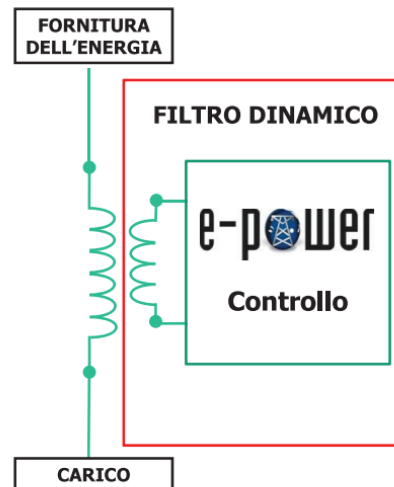 FORNITURA
DELL'ENERGIA
FILTRO DINAMICO
e-power
Controllo
CARICO